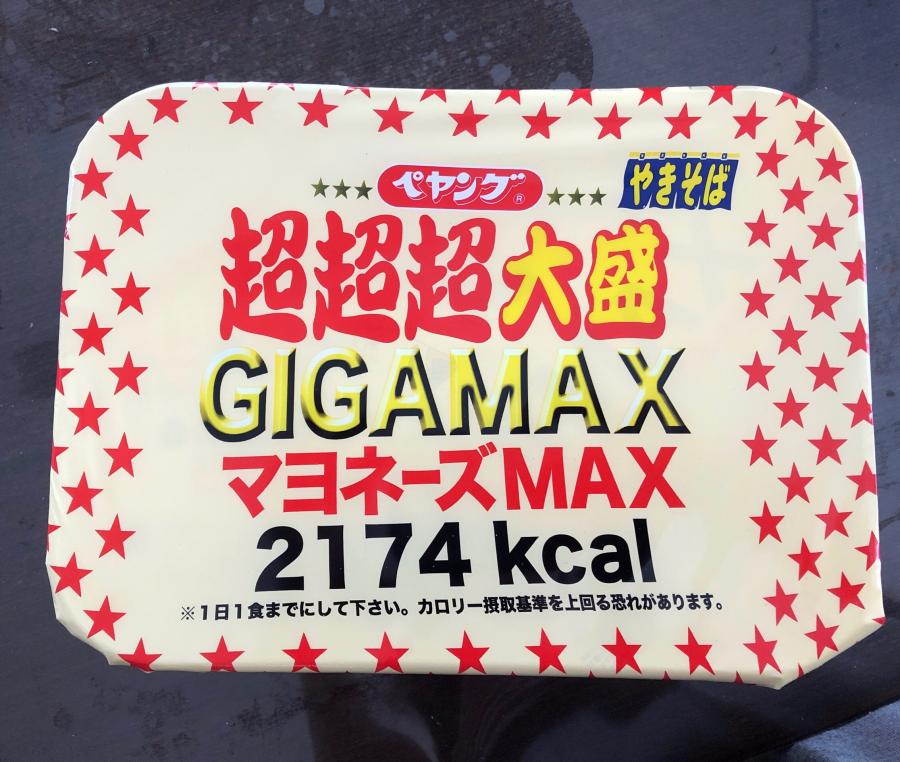 ★★★ペヤング®★★★ やきそば
超超超大盛
GIGAMAX
マヨネーズMAX
2174 kcal
※1日1食までにして下さい。カロリー摂取基準を上回る恐れがあります。